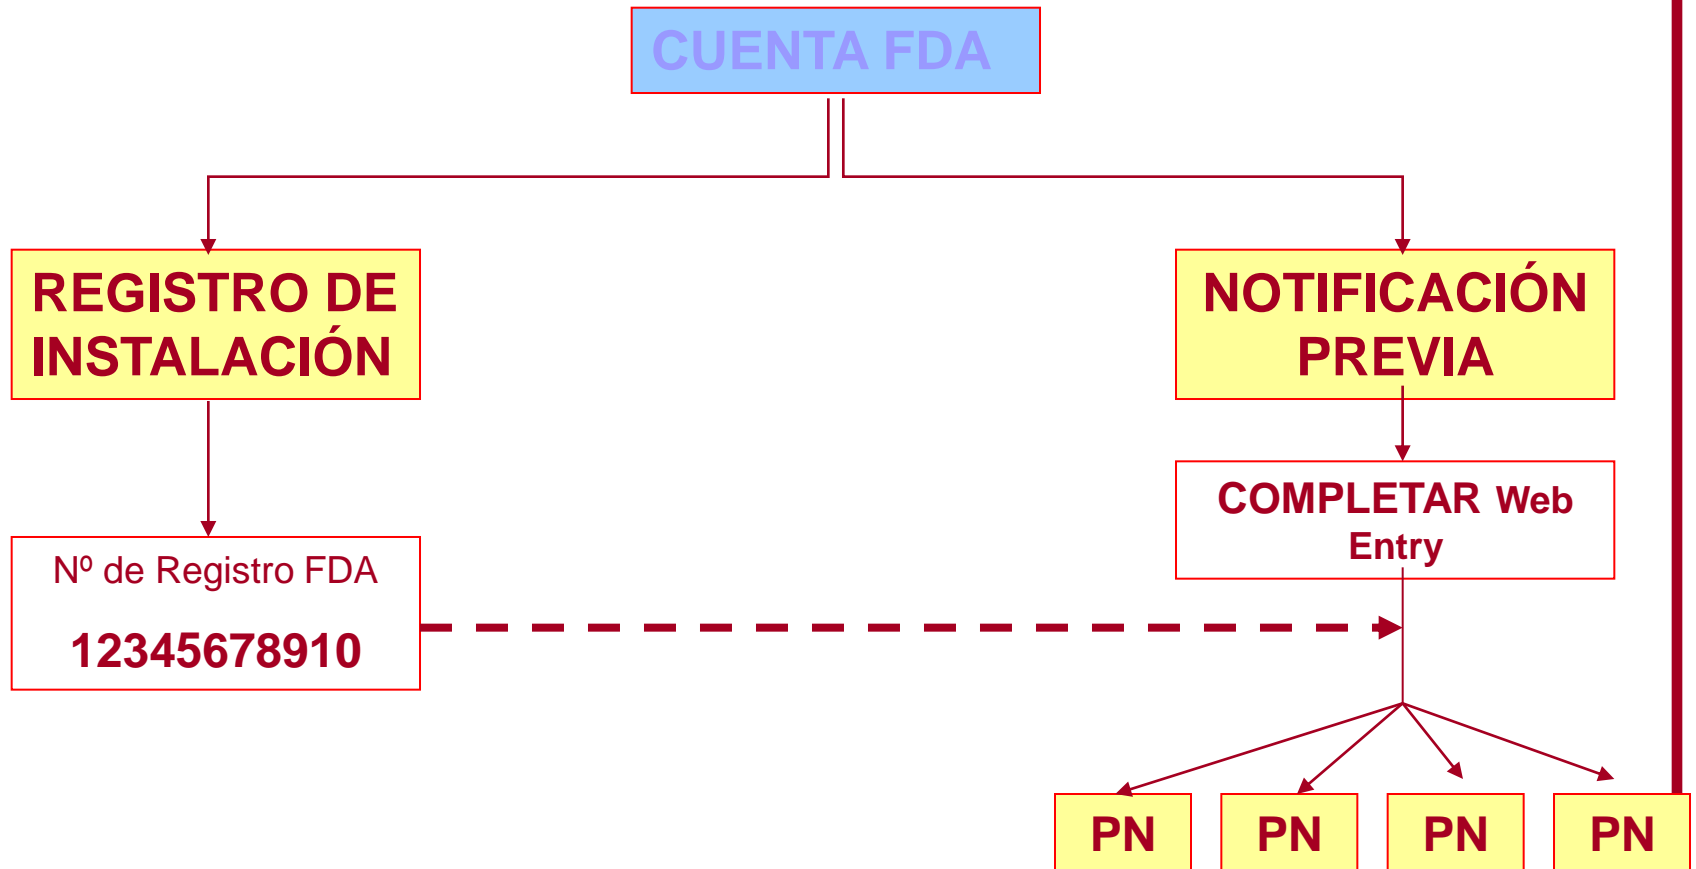 CUENTA FDA
REGISTRO DE
INSTALACIÓN
NOTIFICACIÓN
PREVIA
COMPLETAR Web
Entry
Nº de Registro FDA
12345678910
PN PN PN PN